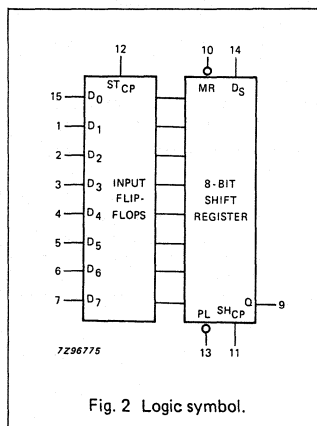 12
10
14
ST CP
MR
D S
15
D0
1
D1
2
D2
3
D3
4
D4
5
D5
6
D6
7
D7
INPUT
FLIP-
FLOPS
8-BIT
SHIFT
REGISTER
Q
9
PL
SH CP
13
11
7Z96775
Fig. 2 Logic symbol.